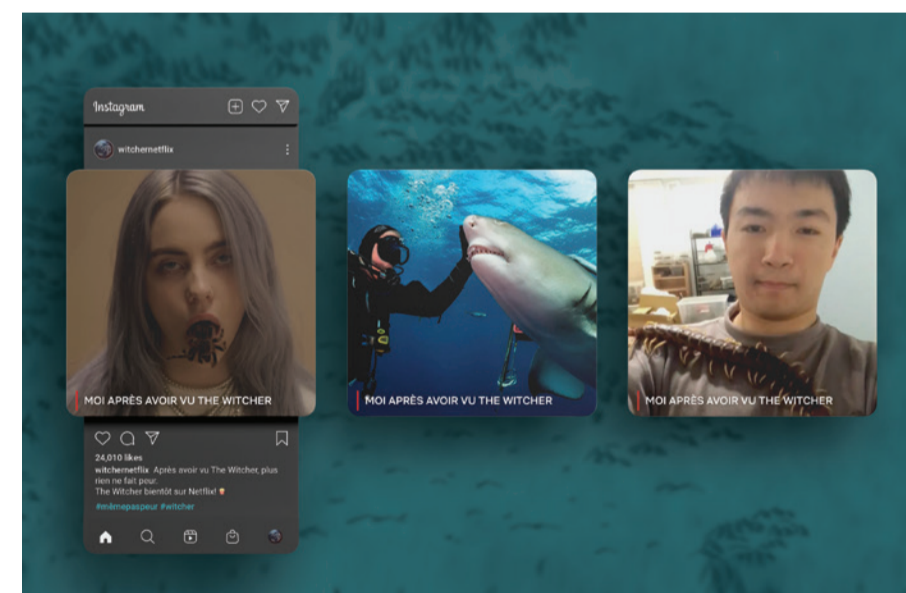 Instagram
witchernetflix
MOI APRÈS AVOIR VU THE WITCHER
MOI APRÈS AVOIR VU THE WITCHER
MOI APRÈS AVOIR VU THE WITCHER
24,010 likes
witchernetflix Après avoir vu The Witcher, plus
rien ne fait peur.
The Witcher bientôt sur Netflix!
#mêmepaspeur #witcher